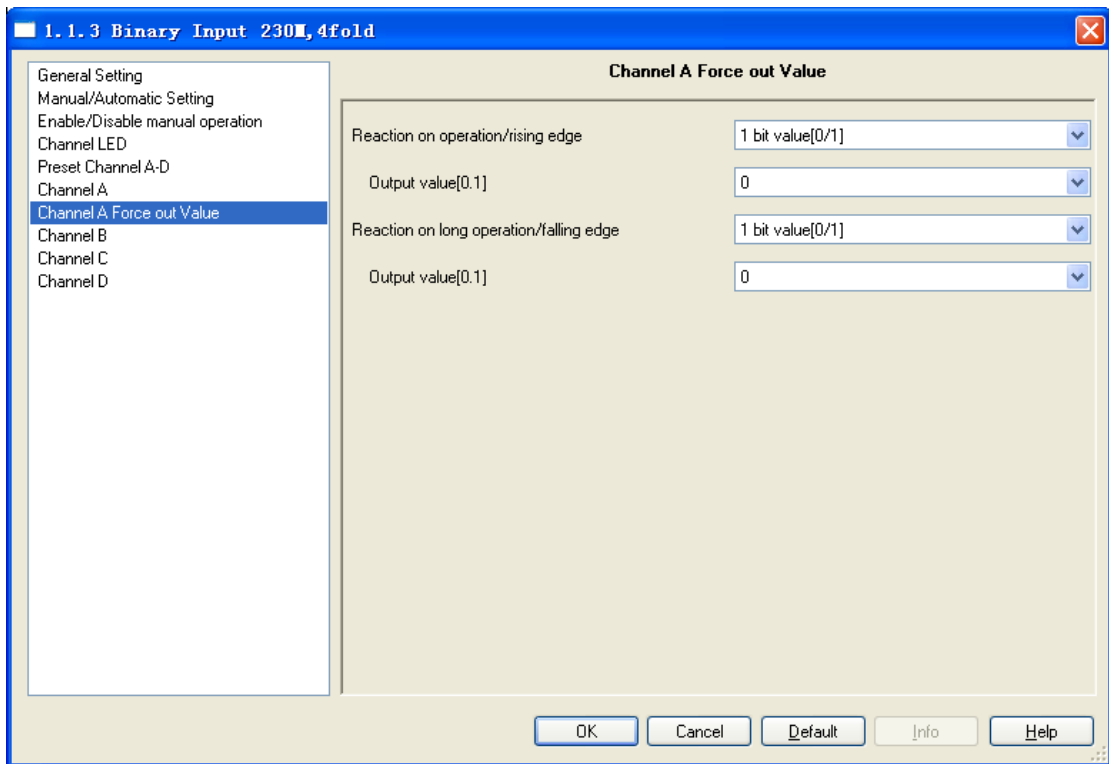 1.1.3 Binary Input 230M,4fold
General Setting
Manual/Automatic Setting
Enable/Disable manual operation
Channel LED
Preset Channel A-D
Channel A
Channel A Force out Value
Channel B
Channel C
Channel D
Channel A Force out Value
Reaction on operation/rising edge
1 bit value[0/1]
Output value[0.1]
0
Reaction on long operation/falling edge
1 bit value[0/1]
Output value[0.1]
0
OK
Cancel
Default
Info
Help